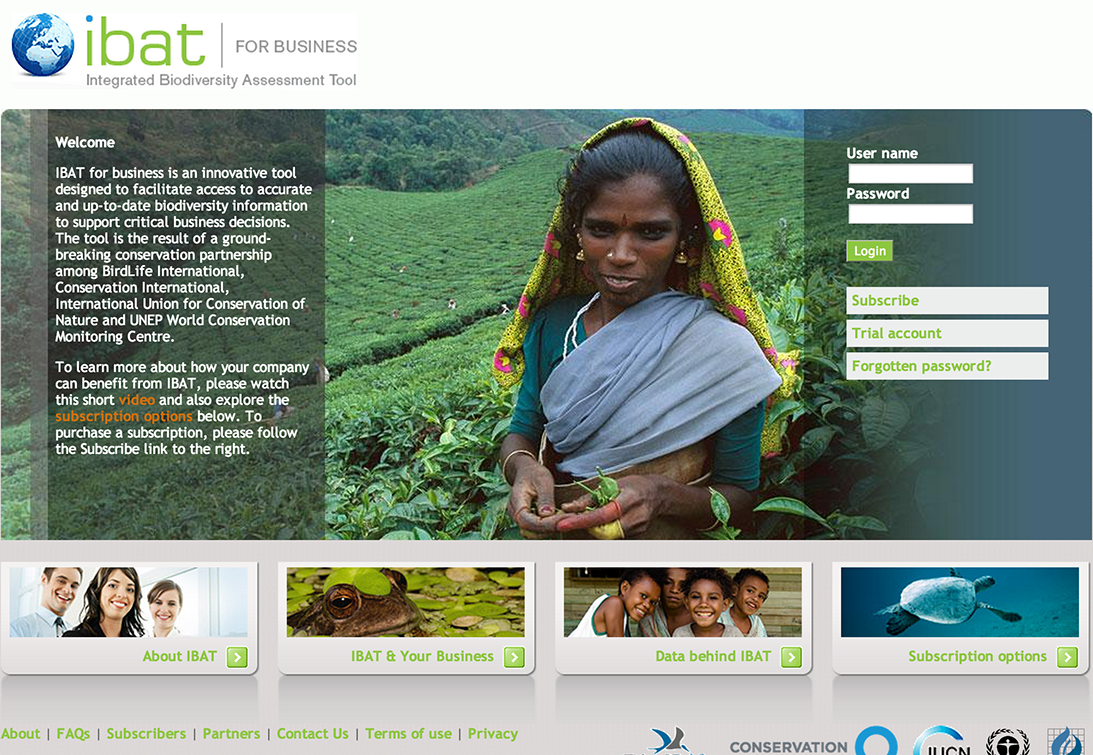 ibat FOR BUSINESS
Integrated Biodiversity Assessment Tool
Welcome
IBAT for business is an innovative tool
designed to facilitate access to accurate
and up-to-date biodiversity information
to support critical business decisions.
The tool is the result of a ground-
breaking conservation partnership
among BirdLife International,
Conservation International,
International Union for Conservation of
Nature and UNEP World Conservation
Monitoring Centre.
To learn more about how your company
can benefit from IBAT, please watch
this short video and also explore the
subscription options below. To
purchase a subscription, please follow
the Subscribe link to the right.
User name
Password
Login
Subscribe
Trial account
Forgotten password?
About IBAT
IBAT & Your Business
Data behind IBAT
Subscription options
About | FAQs | Subscribers | Partners | Contact Us | Terms of use | Privacy
CONSERVATION
IUCN